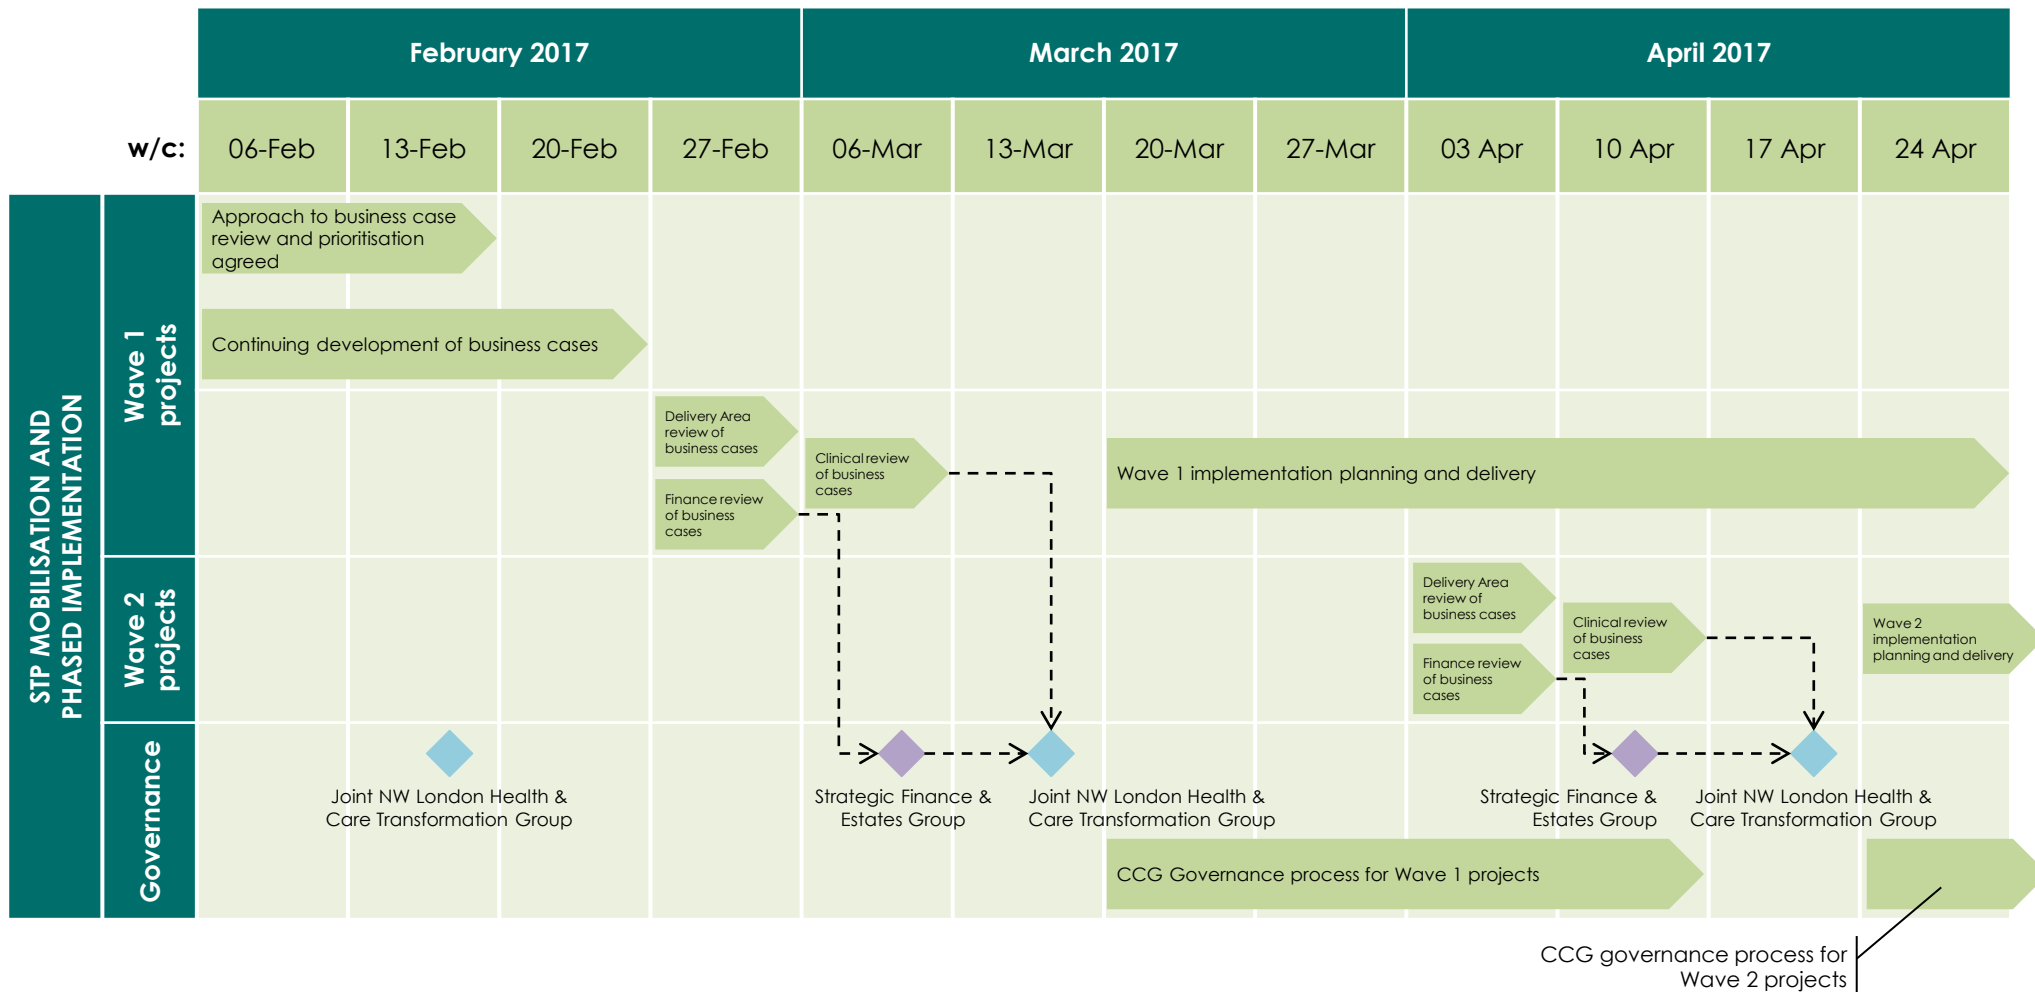 February 2017
March 2017
April 2017
w/c:
06-Feb
13-Feb
20-Feb
27-Feb
06-Mar
13-Mar
20-Mar
27-Mar
03 Apr
10 Apr
17 Apr
24 Apr
STP MOBILISATION AND
PHASED IMPLEMENTATION
Wave 1
projects
Approach to business case
review and prioritisation
agreed
Continuing development of business cases
Delivery Area
review of
business cases
Finance review
of business
cases
Clinical review
of business
cases
Wave 1 implementation planning and delivery
Wave 2
projects
Delivery Area
review of
business cases
Finance review
of business
cases
Clinical review
of business
cases
Wave 2
implementation
planning and delivery
Governance
Joint NW London Health &
Care Transformation Group
Strategic Finance &
Estates Group
Joint NW London Health &
Care Transformation Group
Strategic Finance &
Estates Group
Joint NW London Health &
Care Transformation Group
CCG Governance process for Wave 1 projects
CCG governance process for
Wave 2 projects